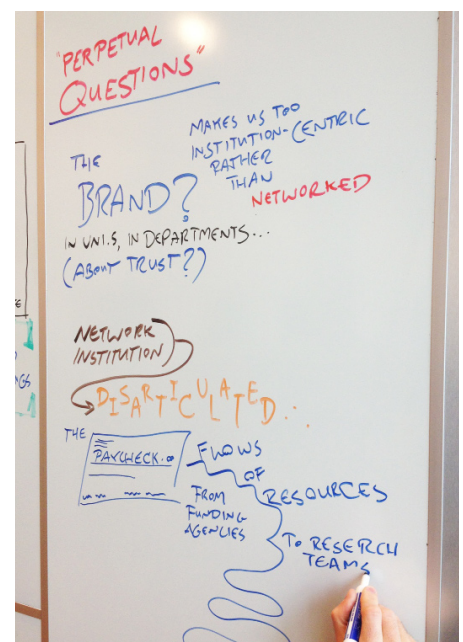 "PERPETUAL
QUESTIONS"
MAKES US TOO
INSTITUTION-CENTRIC
RATHER
THAN
NETWORKED
THE
BRAND?
IN UNI.S, IN DEPARTMENTS...
(ABOUT TRUST?)
NETWORK
INSTITUTION
DISARTICULATED...
THE
PAYCHECK.
FLOWS
OF
RESOURCES
FROM
FUNDING
AGENCIES
TO RESERCH
TEAMS